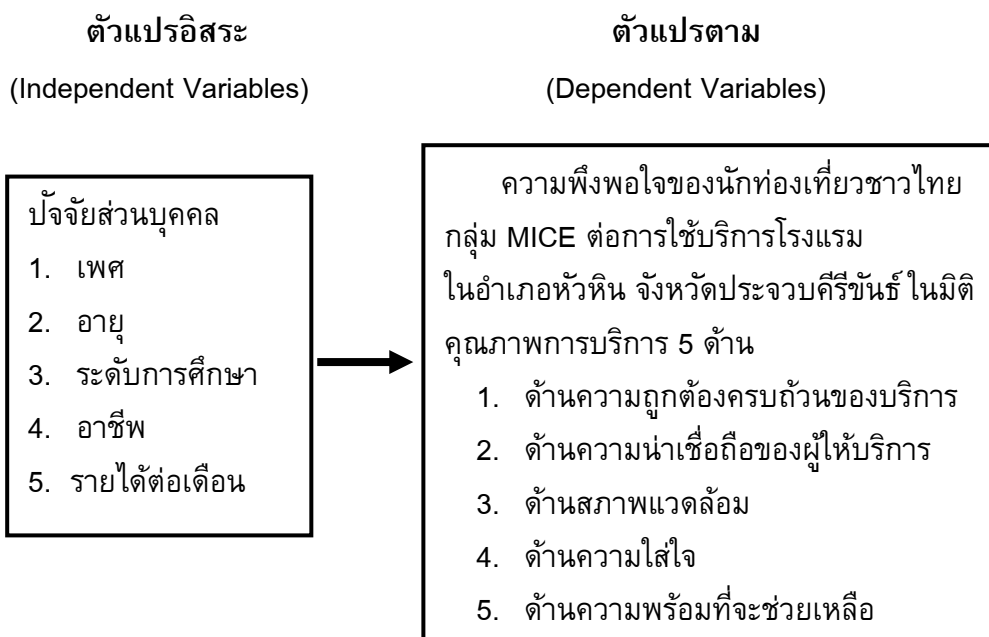 ตัวแปรอิสระ
(Independent Variables)
ปัจจัยส่วนบุคคล
1. เพศ
2. อายุ
3. ระดับการศึกษา
4. อาชีพ
5. รายได้ต่อเดือน
ตัวแปรตาม
(Dependent Variables)
ความพึงพอใจของนักท่องเที่ยวชาวไทย
กลุ่ม MICE ต่อการใช้บริการโรงแรม
ในอำเภอหัวหิน จังหวัดประจวบคีรีขันธ์ ในมิติ
คุณภาพการบริการ 5 ด้าน
1. ด้านความถูกต้องครบถ้วนของบริการ
2. ด้านความน่าเชื่อถือของผู้ให้บริการ
3. ด้านสภาพแวดล้อม
4. ด้านความใส่ใจ
5. ด้านความพร้อมที่จะช่วยเหลือ